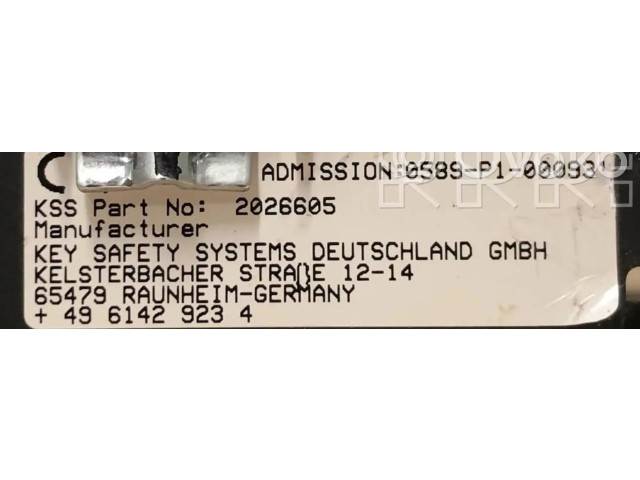 C ADMISSION:0589-P1-000931
KSS Part No: 2026605
Manufacturer
KEY SAFETY SYSTEMS DEUTSCHLAND GMBH
KELSTERBACHER STRAßE 12-14
65479 RAUNHEIM-GERMANY
+ 49 6142 923 4